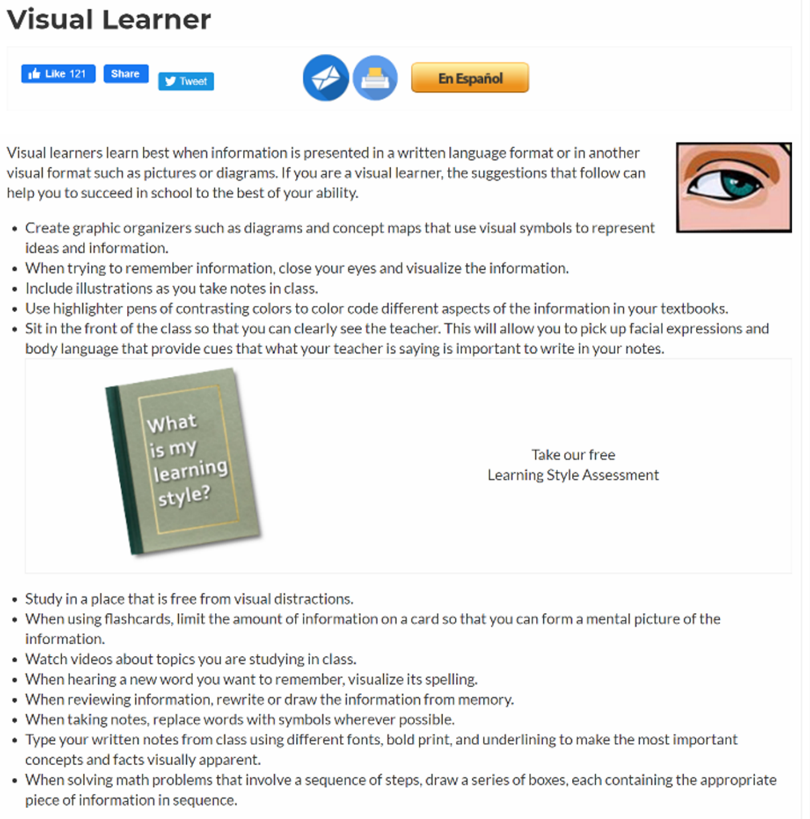 Visual Learner
Like 121
Share
Tweet
En Español
Visual learners learn best when information is presented in a written language format or in another
visual format such as pictures or diagrams. If you are a visual learner, the suggestions that follow can
help you to succeed in school to the best of your ability.
• Create graphic organizers such as diagrams and concept maps that use visual symbols to represent
ideas and information.
• When trying to remember information, close your eyes and visualize the information.
• Include illustrations as you take notes in class.
• Use highlighter pens of contrasting colors to color code different aspects of the information in your textbooks.
• Sit in the front of the class so that you can clearly see the teacher. This will allow you to pick up facial expressions and
body language that provide cues that what your teacher is saying is important to write in your notes.
What
is my
learning
style?
Take our free
Learning Style Assessment
• Study in a place that is free from visual distractions.
• When using flashcards, limit the amount of information on a card so that you can form a mental picture of the
information.
• Watch videos about topics you are studying in class.
• When hearing a new word you want to remember, visualize its spelling.
• When reviewing information, rewrite or draw the information from memory.
• When taking notes, replace words with symbols wherever possible.
• Type your written notes from class using different fonts, bold print, and underlining to make the most important
concepts and facts visually apparent.
• When solving math problems that involve a sequence of steps, draw a series of boxes, each containing the appropriate
piece of information in sequence.